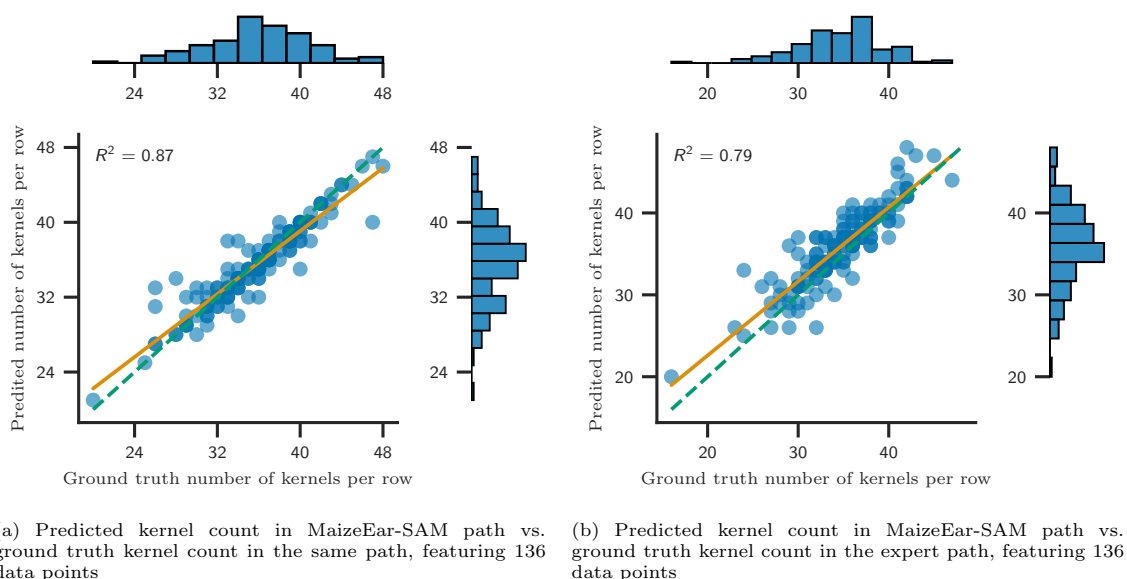 24 32 40 48
20 30 40
R² = 0.87
R² = 0.79
Predited number of kernels per row
48
40
32
24
48
40
32
24
Predited number of kernels per row
40
30
20
40
30
20
24 32 40 48
Ground truth number of kernels per row
20 30 40
Ground truth number of kernels per row
a) Predicted kernel count in MaizeEar-SAM path vs.
ground truth kernel count in the same path, featuring 136
data points
(b) Predicted kernel count in MaizeEar-SAM path vs.
ground truth kernel count in the expert path, featuring 136
data points